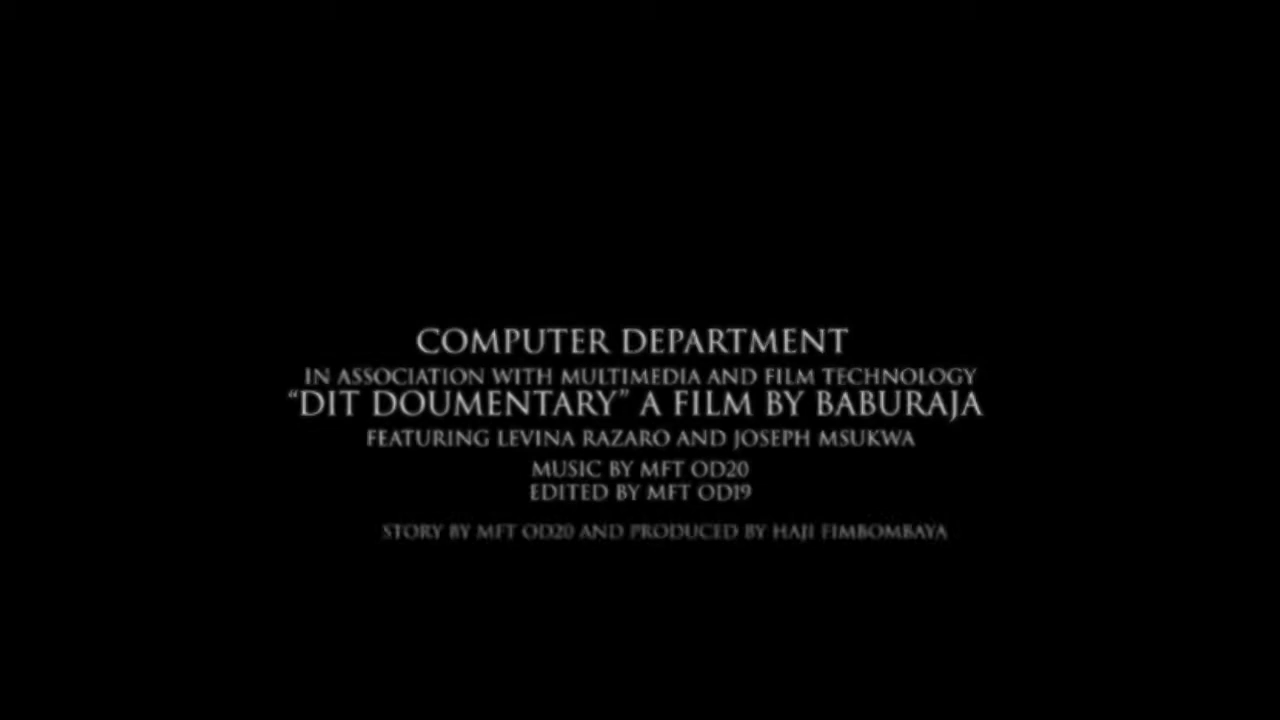 COMPUTER DEPARTMENT
IN ASSOCIATION WITH MULTIMEDIA AND FILM TECHNOLOGY
“DIT DOUMENTARY” A FILM BY BABURAJA
FEATURING LEVINA RAZARO AND JOSEPH MSUKWA
MUSIC BY MFT OD20
EDITED BY MFT OD19
STORY BY MFT OD20 AND PRODUCED BY HAJI FIMBOMBAYA